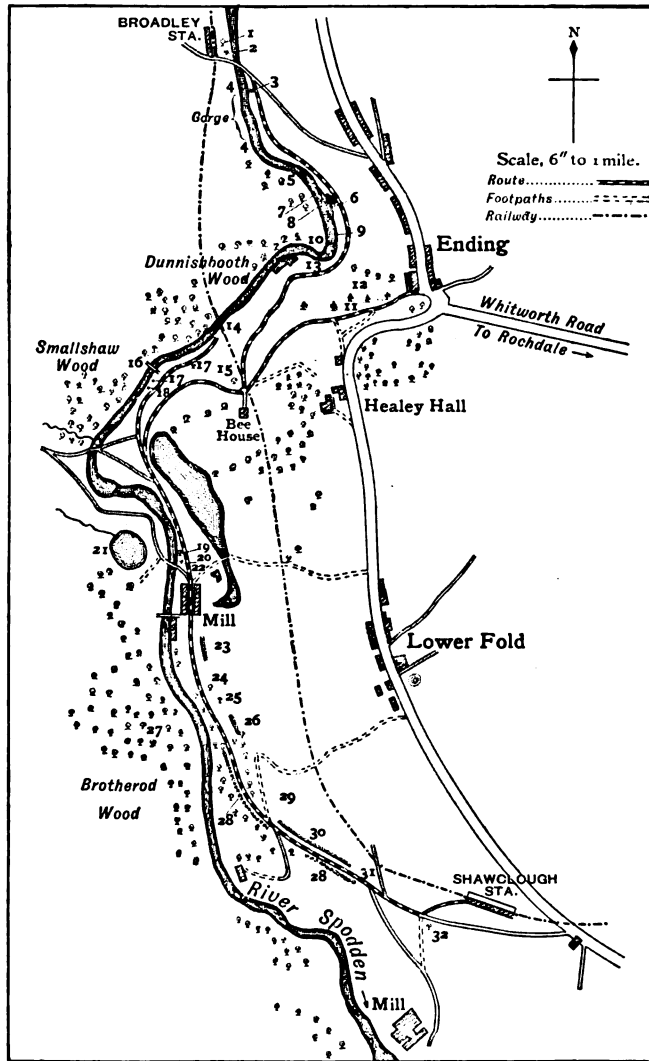 BROADLEY
STA.
1
2
3
4
Gorge
4
5
6
7
8
9
10
13
Dunnishbooth
Wood
12
11
14
Smallshaw
Wood
16
17
17
15
18
Bee
House
N
Scale, 6" to 1 mile.
Route
Footpaths
Railway
Ending
Whitworth Road
To Rochdale
Healey Hall
19
20
21
22
Mill
23
Lower Fold
24
25
26
27
Brotherod
Wood
28
29
30
28
31
SHAWCLOUGH
STA.
32
River Spodden
Mill